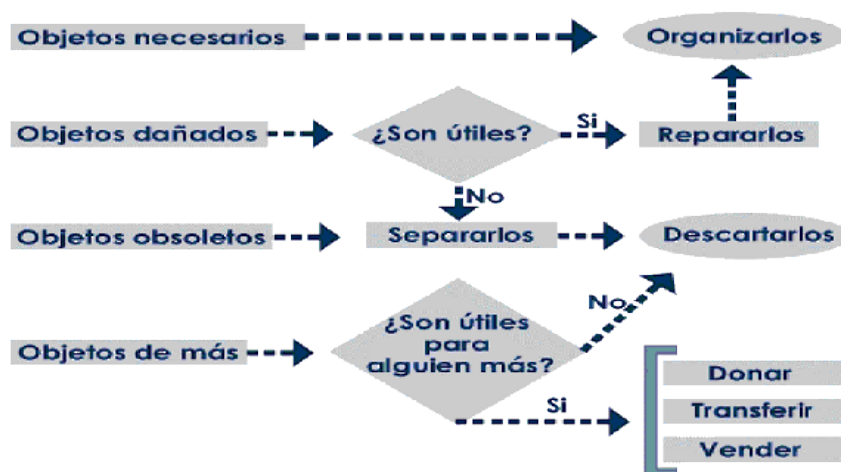 Objetos necesarios
Organizarlos
Objetos dañados
¿Son útiles?
Si
Repararlos
No
Objetos obsoletos
Separarlos
Descartarlos
Objetos de más
¿Son útiles
para
alguien más?
No
Si
Donar
Transferir
Vender